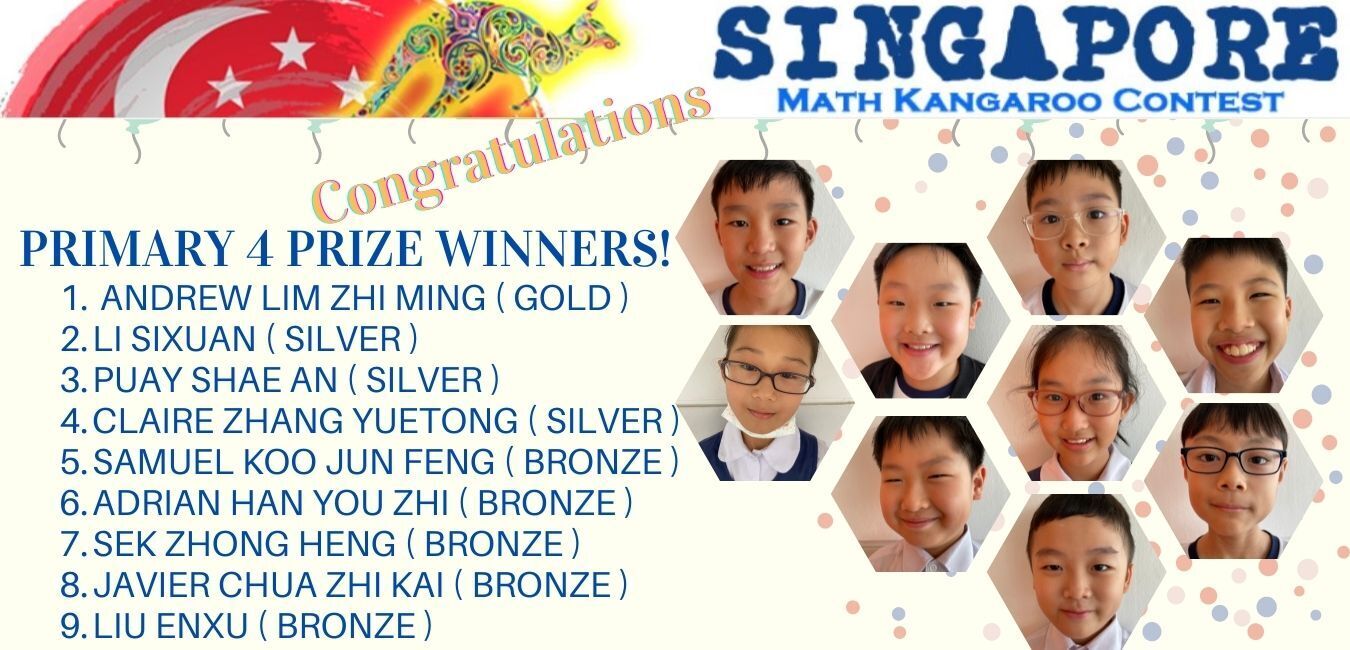 SINGAPORE
MATH KANGAROO CONTEST
Congratulations
PRIMARY 4 PRIZE WINNERS!
1. ANDREW LIM ZHI MING ( GOLD )
2. LI SIXUAN ( SILVER )
3. PUAY SHAE AN ( SILVER )
4. CLAIRE ZHANG YUETONG ( SILVER )
5. SAMUEL KOO JUN FENG ( BRONZE )
6. ADRIAN HAN YOU ZHI ( BRONZE )
7. SEK ZHONG HENG ( BRONZE )
8. JAVIER CHUA ZHI KAI ( BRONZE )
9. LIU ENXU ( BRONZE )